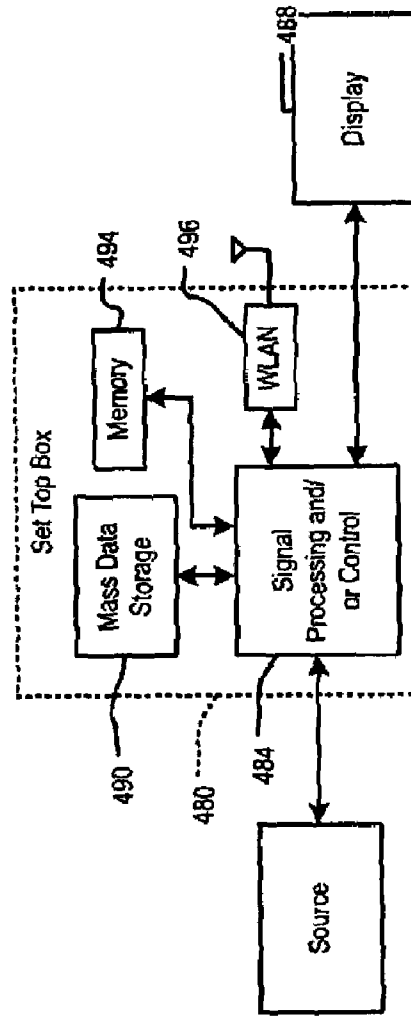 Set Top Box
490
Mass Data
Storage
Memory
494
496
WLAN
480
484
Signal
Processing and/
or Control
Source
488
Display